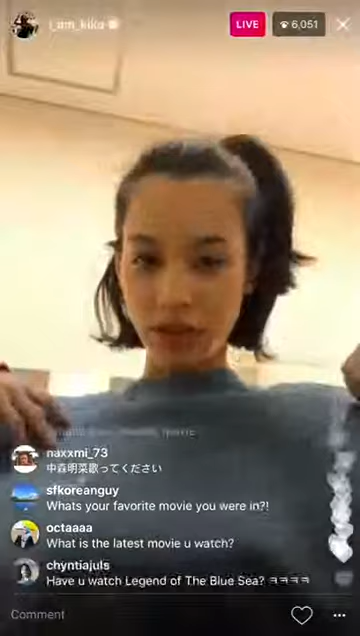 i_am_kiko
LIVE
6,051
naxxmi_73
中森明菜歌ってください
sfkoreanguy
Whats your favorite movie you were in?!
octaaaa
What is the latest movie u watch?
chyntiajuls
Have u watch Legend of The Blue Sea? ㅋㅋㅋㅋ
Comment